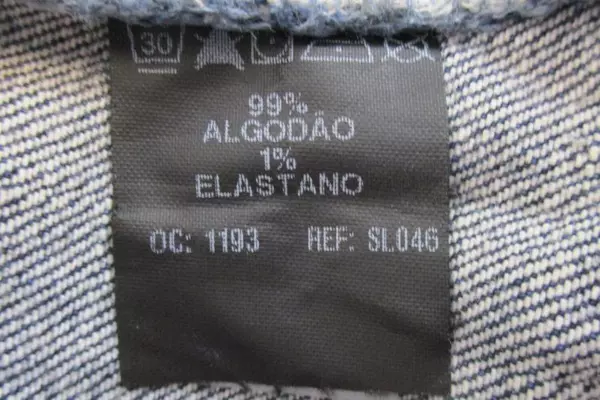 30
99%
ALGODÃO
1%
ELASTANO
OC: 1193 REF: SL046